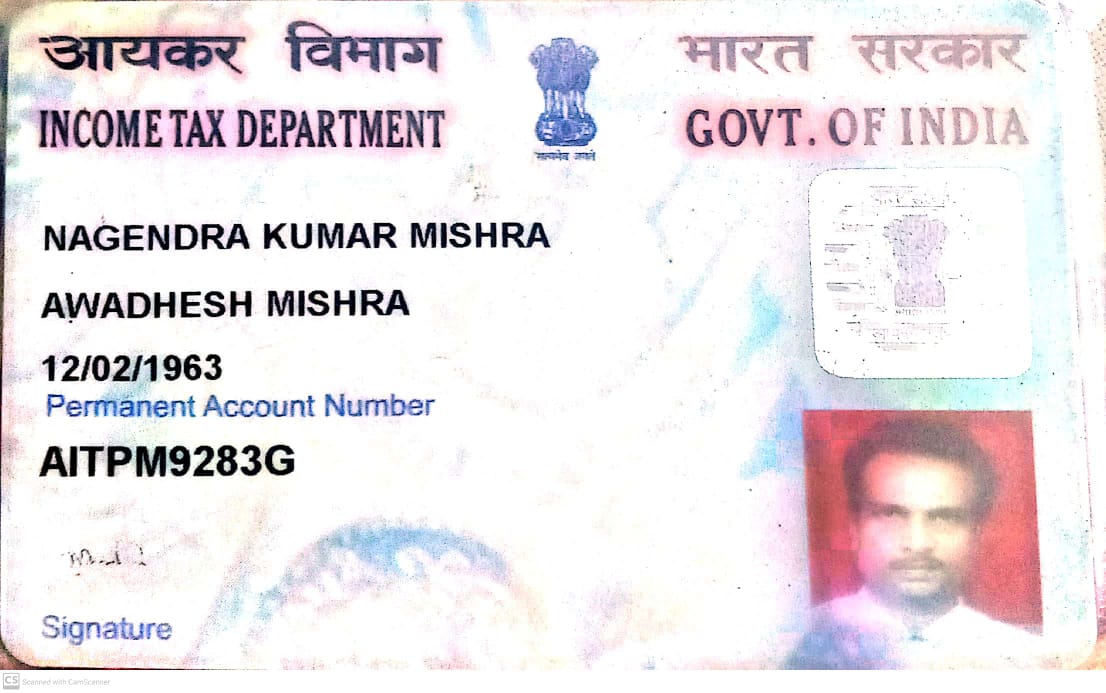 आयकर विभाग
INCOME TAX DEPARTMENT
भारत सरकार
GOVT. OF INDIA
सत्यमेव जयते
NAGENDRA KUMAR MISHRA
AWADHESH MISHRA
12/02/1963
Permanent Account Number
AITPM9283G
Signature
CS Scanned with CamScanner